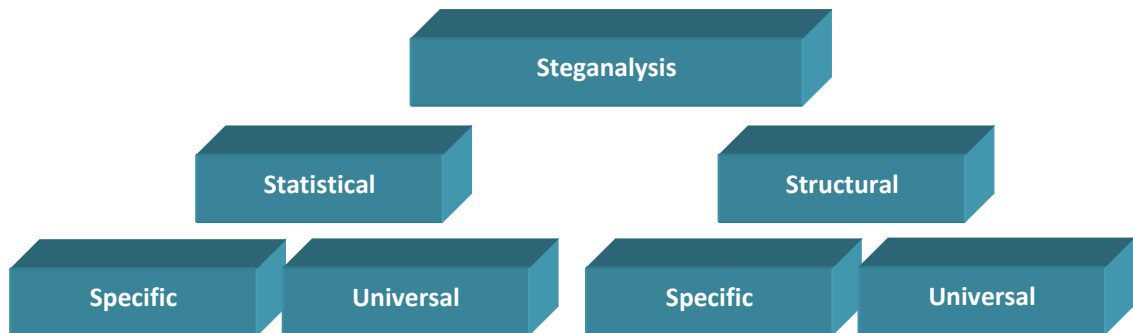 Steganalysis
Statistical
Structural
Specific
Universal
Specific
Universal